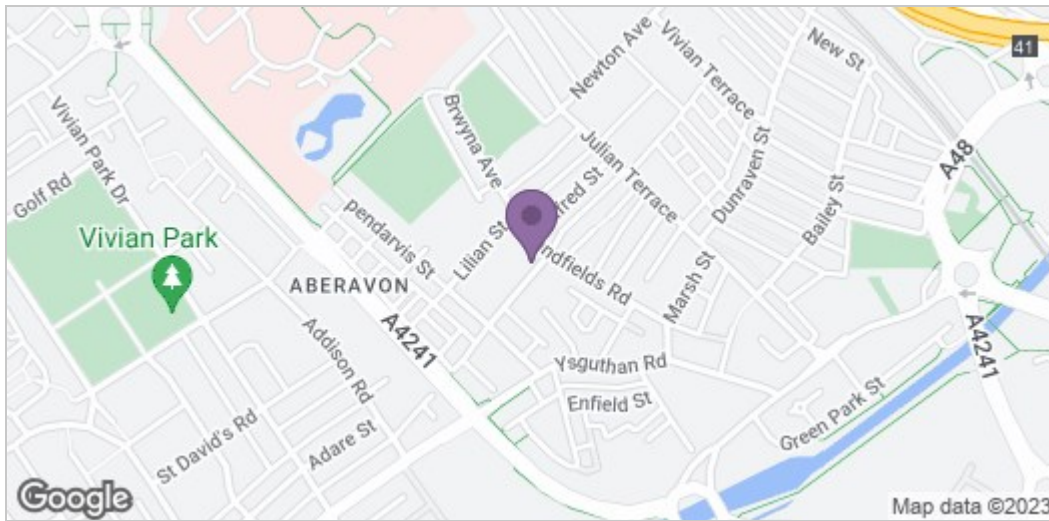 New St
41
Vivian Terrace
Newton Ave
A48
Vivian Park Dr
Brwyna Ave
Julian Terrace
Dunraven St
Golf Rd
Bailey St
pendarvis St
Lilian St
Vivian Park
ndfields Rd
Marsh St
ABERAVON
A4241
Addison Rd
A4241
Ysguthan Rd
Enfield St
Green Park St
St David's Rd
Adare St
Google
Map data ©2023